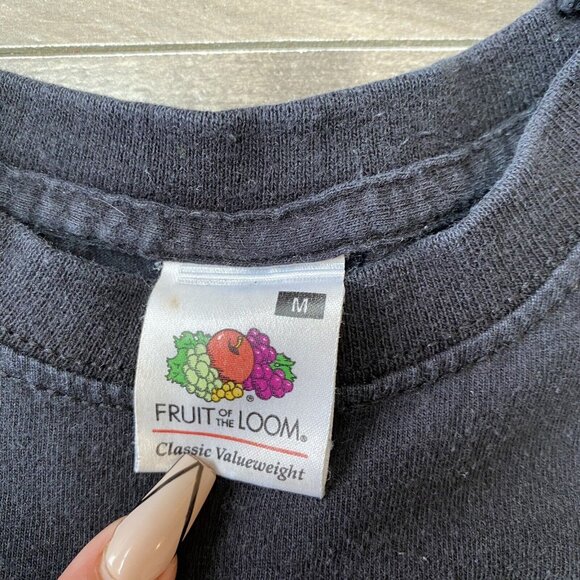 M
®
FRUIT OF THE LOOM®
Classic Valueweight